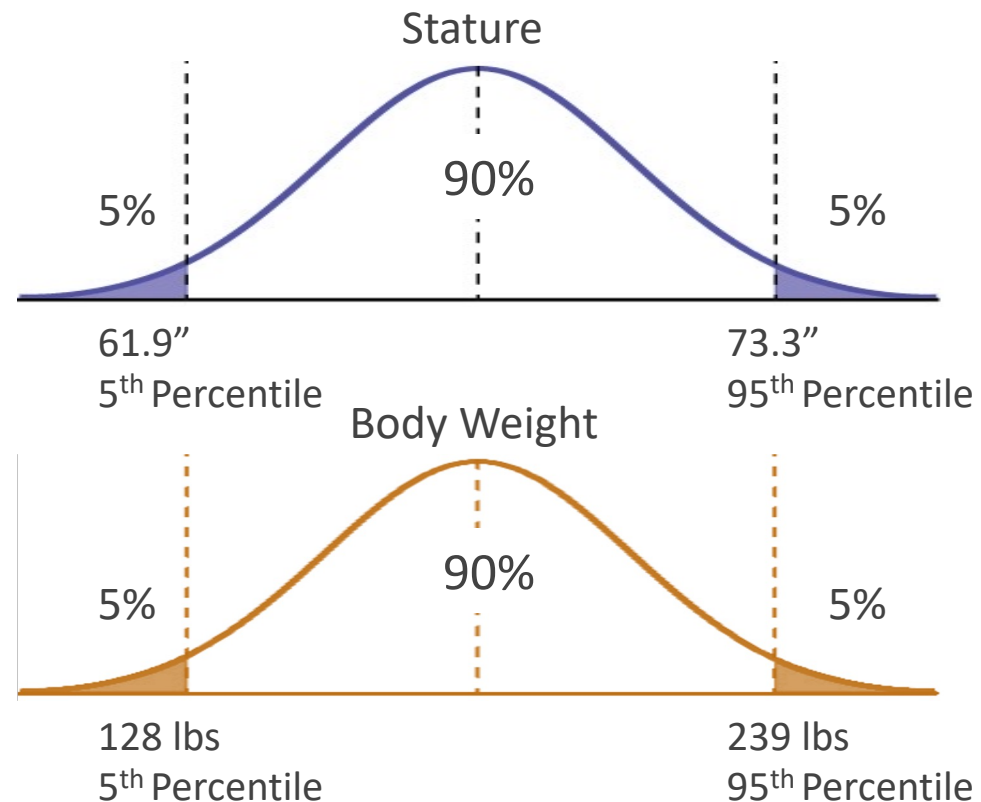 Stature
90%
5%
5%
61.9”
73.3”
5th Percentile
95th Percentile
Body Weight
90%
5%
5%
128 lbs
239 lbs
5th Percentile
95th Percentile